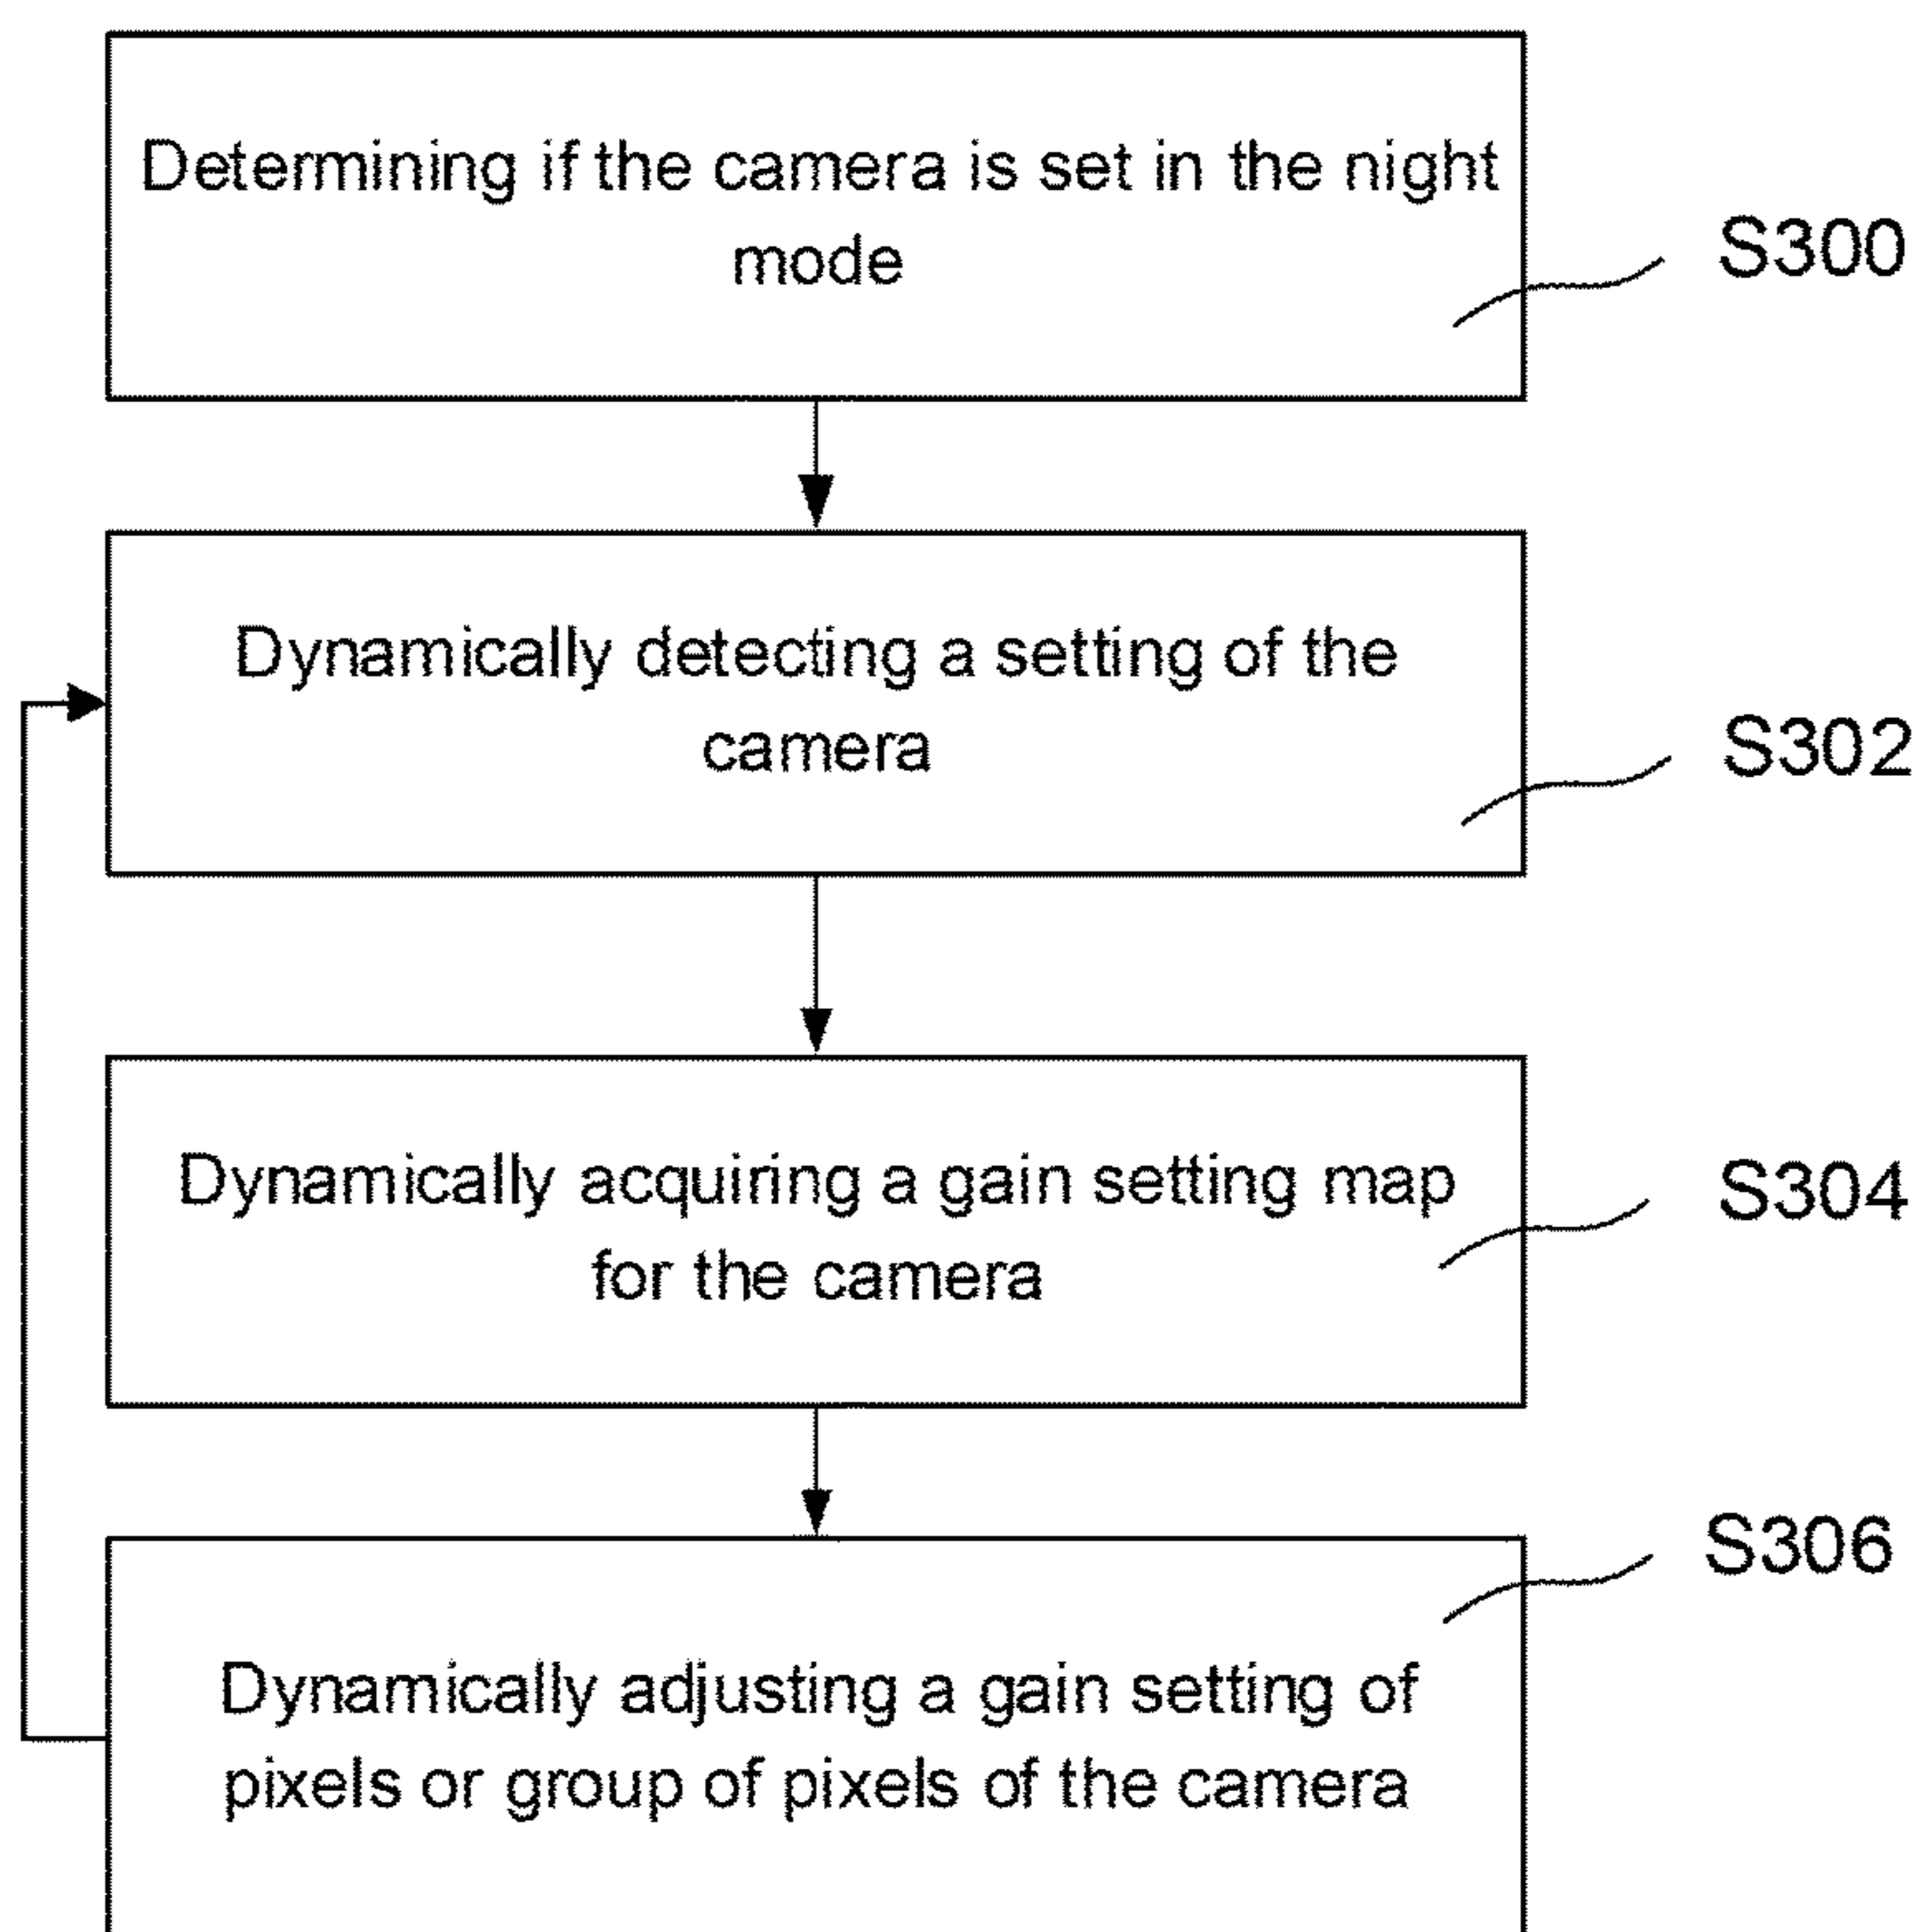 Determining if the camera is set in the night
mode
S300
Dynamically detecting a setting of the
camera
S302
Dynamically acquiring a gain setting map
for the camera
S304
S306
Dynamically adjusting a gain setting of
pixels or group of pixels of the camera